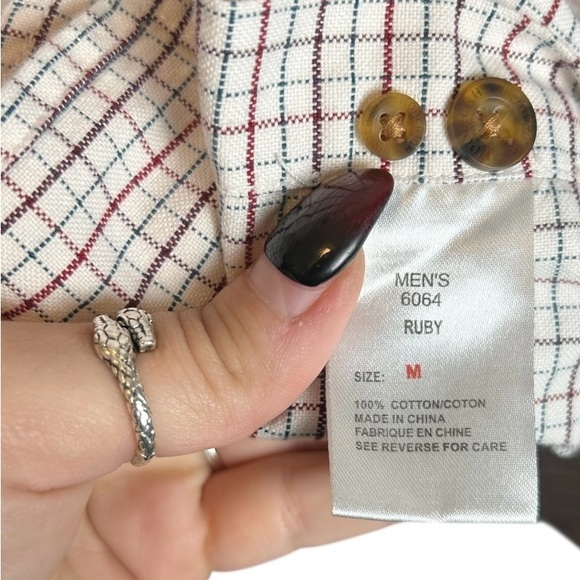 MEN'S
6064
RUBY
SIZE: M
100% COTTON/COTON
MADE IN CHINA
FABRIQUE EN CHINE
SEE REVERSE FOR CARE